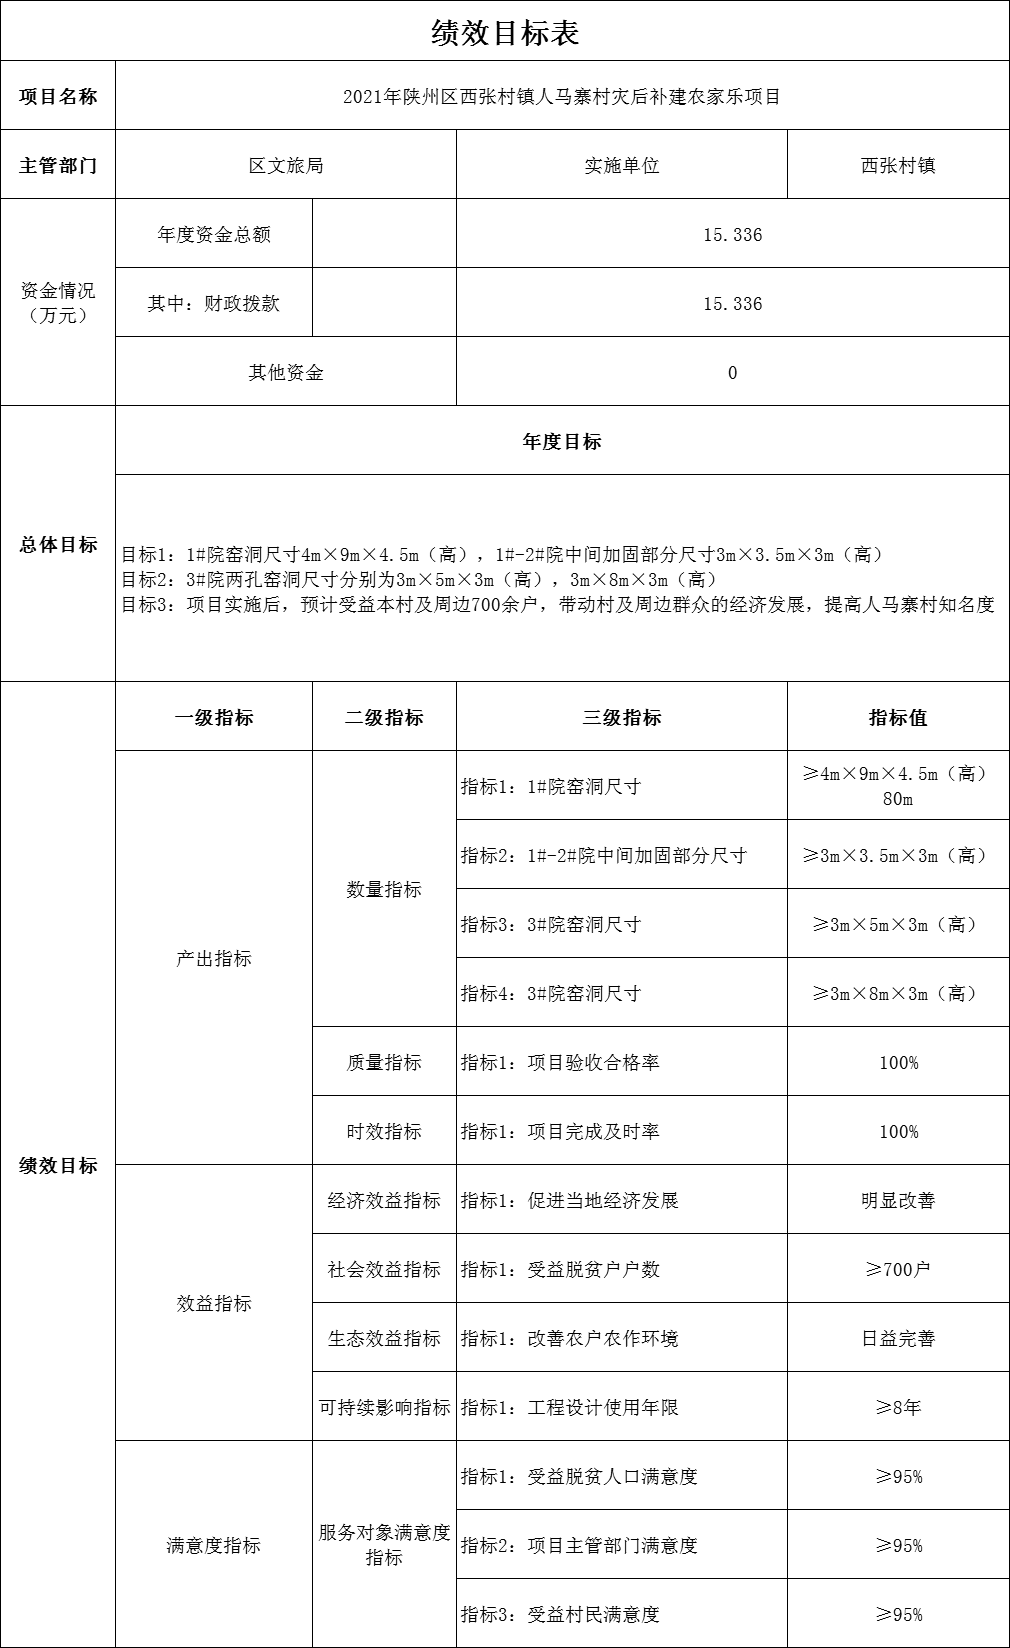 绩效目标表
项目名称
2021年陕州区西张村镇人马寨村灾后补建农家乐项目
主管部门
区文旅局
实施单位
西张村镇
资金情况
（万元）
年度资金总额
15.336
其中：财政拨款
15.336
其他资金
0
总体目标
年度目标
目标1：1#院窑洞尺寸4m×9m×4.5m（高），1#-2#院中间加固部分尺寸3m×3.5m×3m（高）
目标2：3#院两孔窑洞尺寸分别为3m×5m×3m（高），3m×8m×3m（高）
目标3：项目实施后，预计受益本村及周边700余户，带动村及周边群众的经济发展，提高人马寨村知名度
绩效目标
一级指标
二级指标
三级指标
指标值
产出指标
数量指标
指标1：1#院窑洞尺寸
≥4m×9m×4.5m（高）
80m
指标2：1#-2#院中间加固部分尺寸
≥3m×3.5m×3m（高）
指标3：3#院窑洞尺寸
≥3m×5m×3m（高）
指标4：3#院窑洞尺寸
≥3m×8m×3m（高）
质量指标
指标1：项目验收合格率
100%
时效指标
指标1：项目完成及时率
100%
效益指标
经济效益指标
指标1：促进当地经济发展
明显改善
社会效益指标
指标1：受益脱贫户户数
≥700户
生态效益指标
指标1：改善农户农作环境
日益完善
可持续影响指标
指标1：工程设计使用年限
≥8年
满意度指标
服务对象满意度
指标
指标1：受益脱贫人口满意度
≥95%
指标2：项目主管部门满意度
≥95%
指标3：受益村民满意度
≥95%